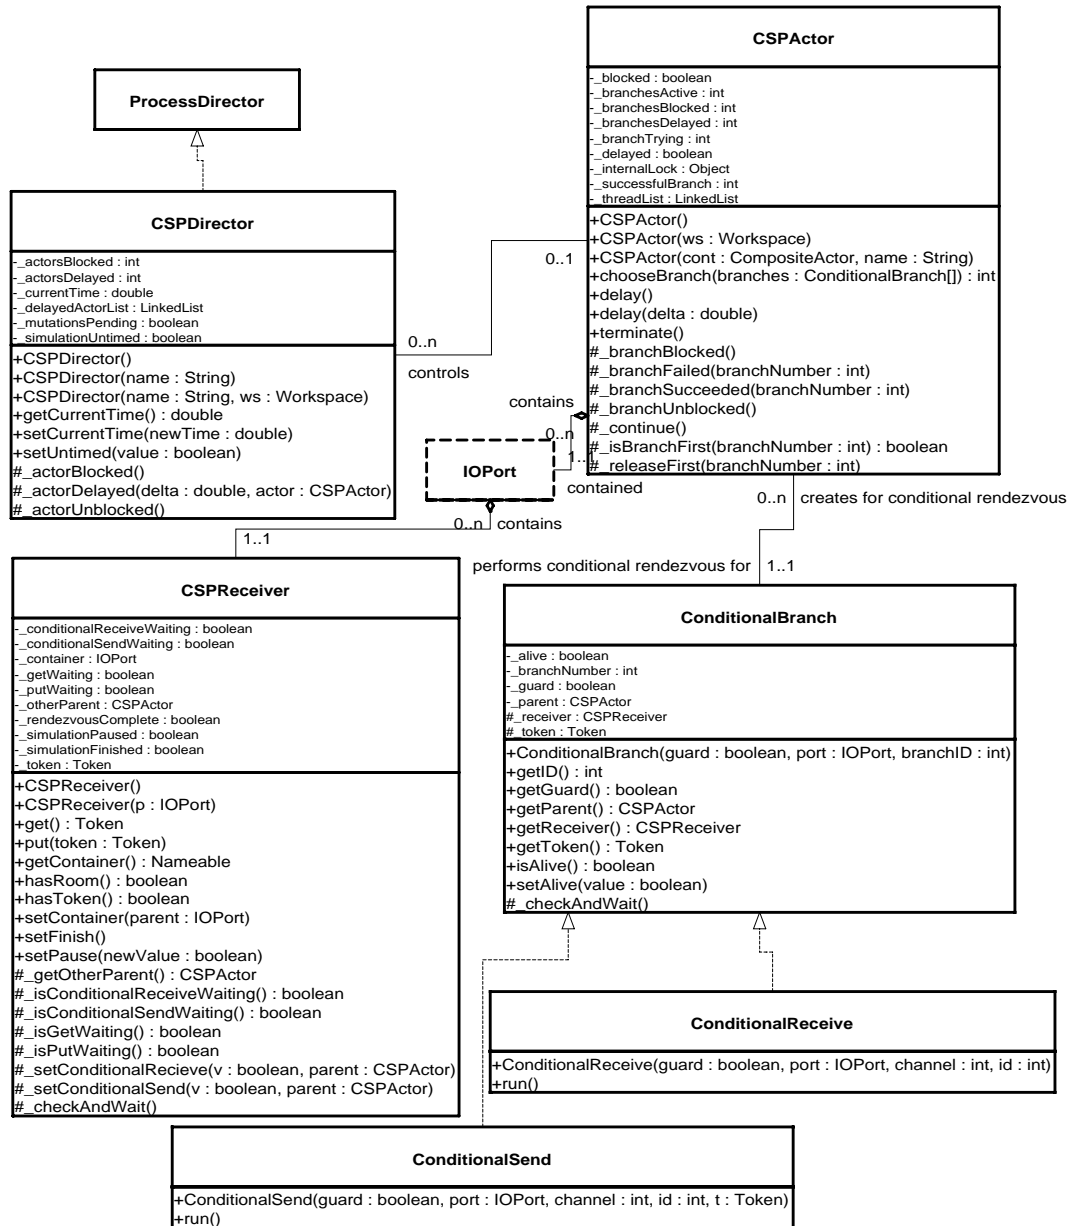 CSPActor
-_blocked : boolean
-_branchesActive : int
-_branchesBlocked : int
-_branchesDelayed : int
-_branchTrying : int
-_delayed : boolean
-_internalLock : Object
-_successfulBranch : int
-_threadList : LinkedList
+CSPActor()
+CSPActor(ws : Workspace)
+CSPActor(cont : CompositeActor, name : String)
+chooseBranch(branches : ConditionalBranch[]) : int
+delay()
+delay(delta : double)
+terminate()
#_branchBlocked()
#_branchFailed(branchNumber : int)
#_branchSucceeded(branchNumber : int)
#_branchUnblocked()
#_continue()
#_isBranchFirst(branchNumber : int) : boolean
#_releaseFirst(branchNumber : int)
ProcessDirector
CSPDirector
-_actorsBlocked : int
-_actorsDelayed : int
-_currentTime : double
-_delayedActorList : LinkedList
-_mutationsPending : boolean
-_simulationUntimed : boolean
+CSPDirector()
+CSPDirector(name : String)
+CSPDirector(name : String, ws : Workspace)
+getCurrentTime() : double
+setCurrentTime(newTime : double)
+setUntimed(value : boolean)
#_actorBlocked()
#_actorDelayed(delta : double, actor : CSPActor)
#_actorUnblocked()
0..1
0..n
controls
contains
0..n
1..1
contained
IOPort
0..n contains
1..1
0..n creates for conditional rendezvous
performs conditional rendezvous for 1..1
CSPReceiver
-_conditionalReceiveWaiting : boolean
-_conditionalSendWaiting : boolean
-_container : IOPort
-_getWaiting : boolean
-_putWaiting : boolean
-_otherParent : CSPActor
-_rendezvousComplete : boolean
-_simulationPaused : boolean
-_simulationFinished : boolean
-_token : Token
+CSPReceiver()
+CSPReceiver(p : IOPort)
+get() : Token
+put(token : Token)
+getContainer() : Nameable
+hasRoom() : boolean
+hasToken() : boolean
+setContainer(parent : IOPort)
+setFinish()
+setPause(newValue : boolean)
#_getOtherParent() : CSPActor
#_isConditionalReceiveWaiting() : boolean
#_isConditionalSendWaiting() : boolean
#_isGetWaiting() : boolean
#_isPutWaiting() : boolean
#_setConditionalRecieve(v : boolean, parent : CSPActor)
#_setConditionalSend(v : boolean, parent : CSPActor)
#_checkAndWait()
ConditionalBranch
-_alive : boolean
-_branchNumber : int
-_guard : boolean
-_parent : CSPActor
#_receiver : CSPReceiver
#_token : Token
+ConditionalBranch(guard : boolean, port : IOPort, branchID : int)
+getID() : int
+getGuard() : boolean
+getParent() : CSPActor
+getReceiver() : CSPReceiver
+getToken() : Token
+isAlive() : boolean
+setAlive(value : boolean)
#_checkAndWait()
ConditionalReceive
+ConditionalReceive(guard : boolean, port : IOPort, channel : int, id : int)
+run()
ConditionalSend
+ConditionalSend(guard : boolean, port : IOPort, channel : int, id : int, t : Token)
+run()